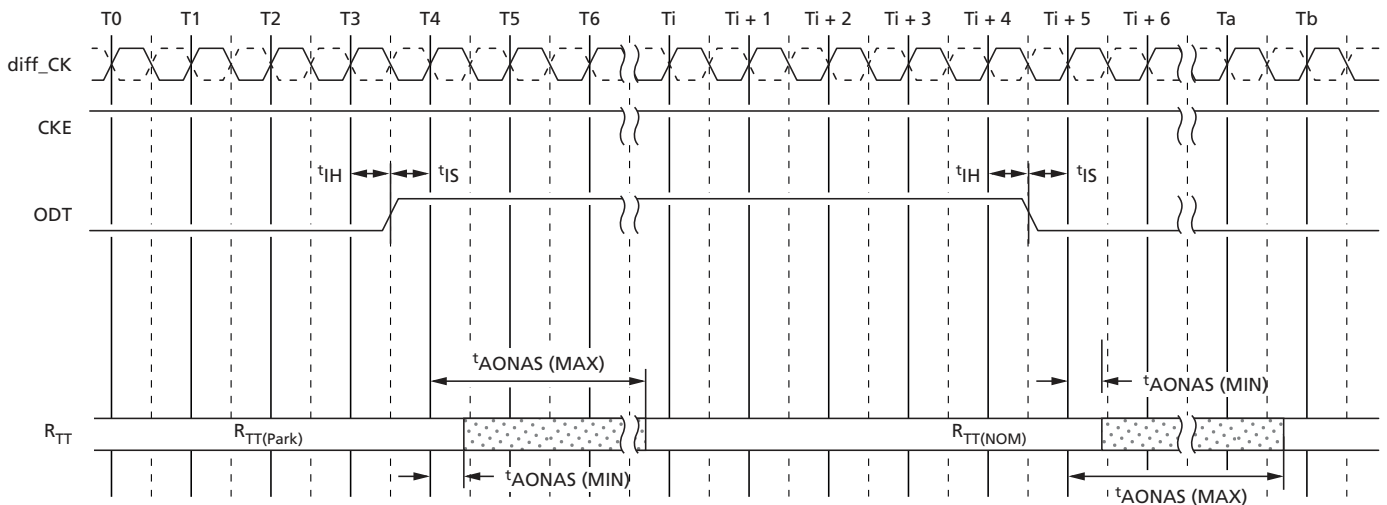 T0 T1 T2 T3 T4 T5 T6 Ti Ti + 1 Ti + 2 Ti + 3 Ti + 4 Ti + 5 Ti + 6 Ta Tb
diff_CK
CKE
tIH tIS tIH tIS
ODT
tAONAS (MAX)
tAONAS (MIN)
RTT RTT(Park) RTT(NOM)
tAONAS (MIN)
tAONAS (MAX)